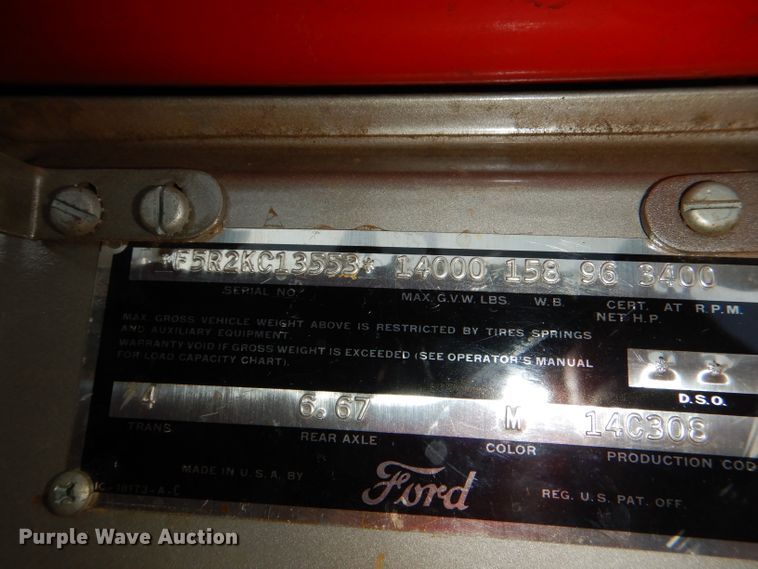 *F5R2KC13553* 14000 158 96 3400
SERIAL NO. MAX. G.V.W. LBS. W.B. CERT. AT R.P.M.
NET H.P.
MAX. GROSS VEHICLE WEIGHT ABOVE IS RESTRICTED BY TIRES SPRINGS
AND AUXILIARY EQUIPMENT.
WARRANTY VOID IF GROSS WEIGHT IS EXCEEDED (SEE OPERATOR'S MANUAL
FOR LOAD CAPACITY CHART).
D.S.O.
4 6.67 M 14C308
TRANS REAR AXLE COLOR PRODUCTION COD
MADE IN U.S.A. BY Ford REG. U.S. PAT. OFF.
Purple Wave Auction